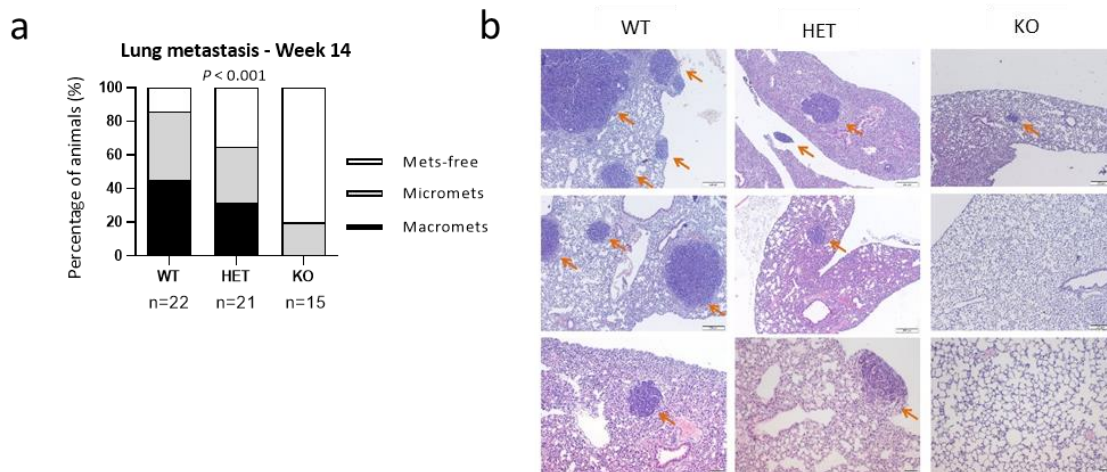 a
Lung metastasis - Week 14
P < 0.001
Percentage of animals (%)
100
80
60
40
20
0
WT
HET
KO
n=22
n=21
n=15
Mets-free
Micromets
Macromets
b
WT
HET
KO